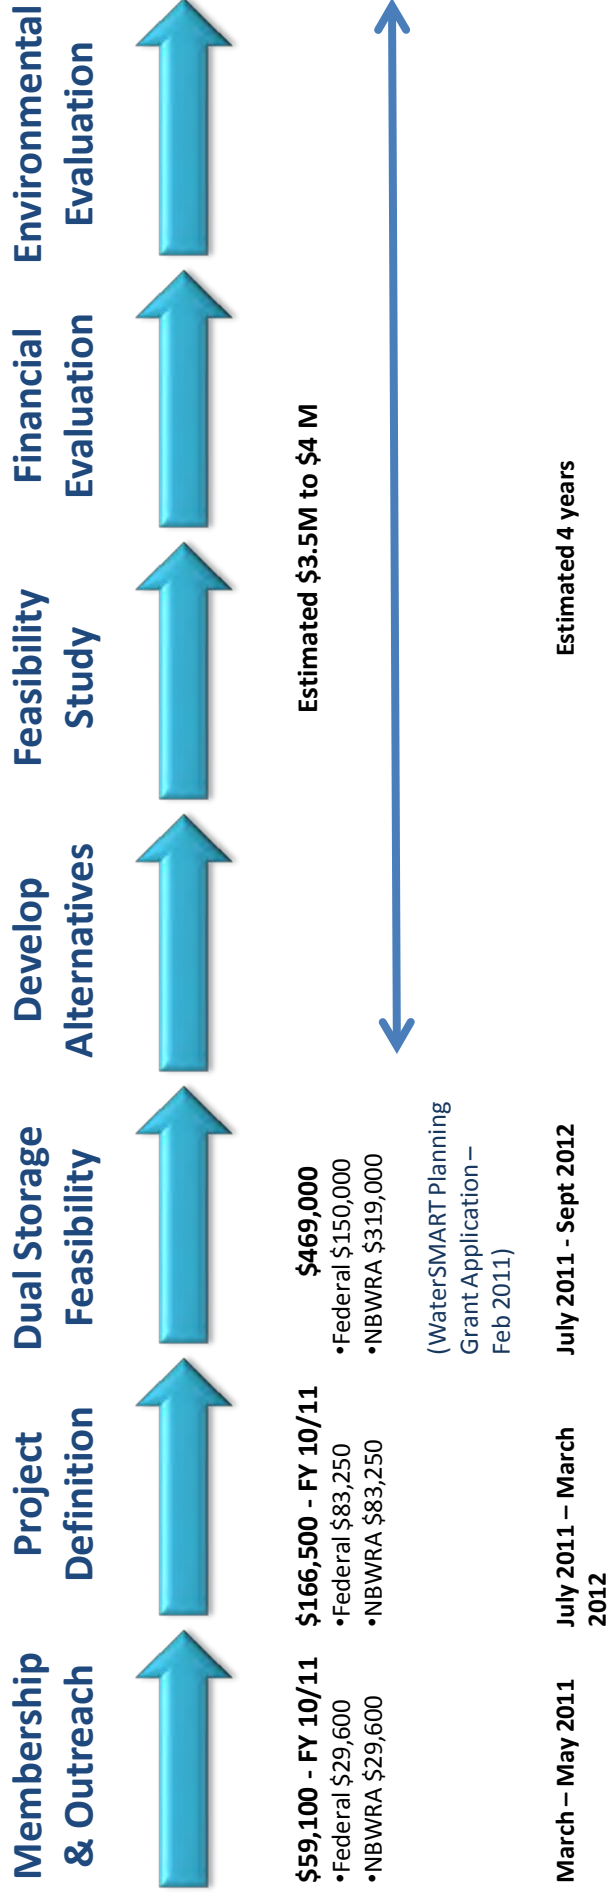 Membership
& Outreach
Project
Definition
Dual Storage
Feasibility
Develop
Alternatives
Feasibility
Study
Financial
Evaluation
Environmental
Evaluation
$59,100 - FY 10/11
•Federal $29,600
•NBWRA $29,600
$166,500 - FY 10/11
•Federal $83,250
•NBWRA $83,250
$469,000
•Federal $150,000
•NBWRA $319,000
(WaterSMART Planning
Grant Application –
Feb 2011)
Estimated $3.5M to $4 M
March – May 2011
July 2011 – March
2012
July 2011 - Sept 2012
Estimated 4 years